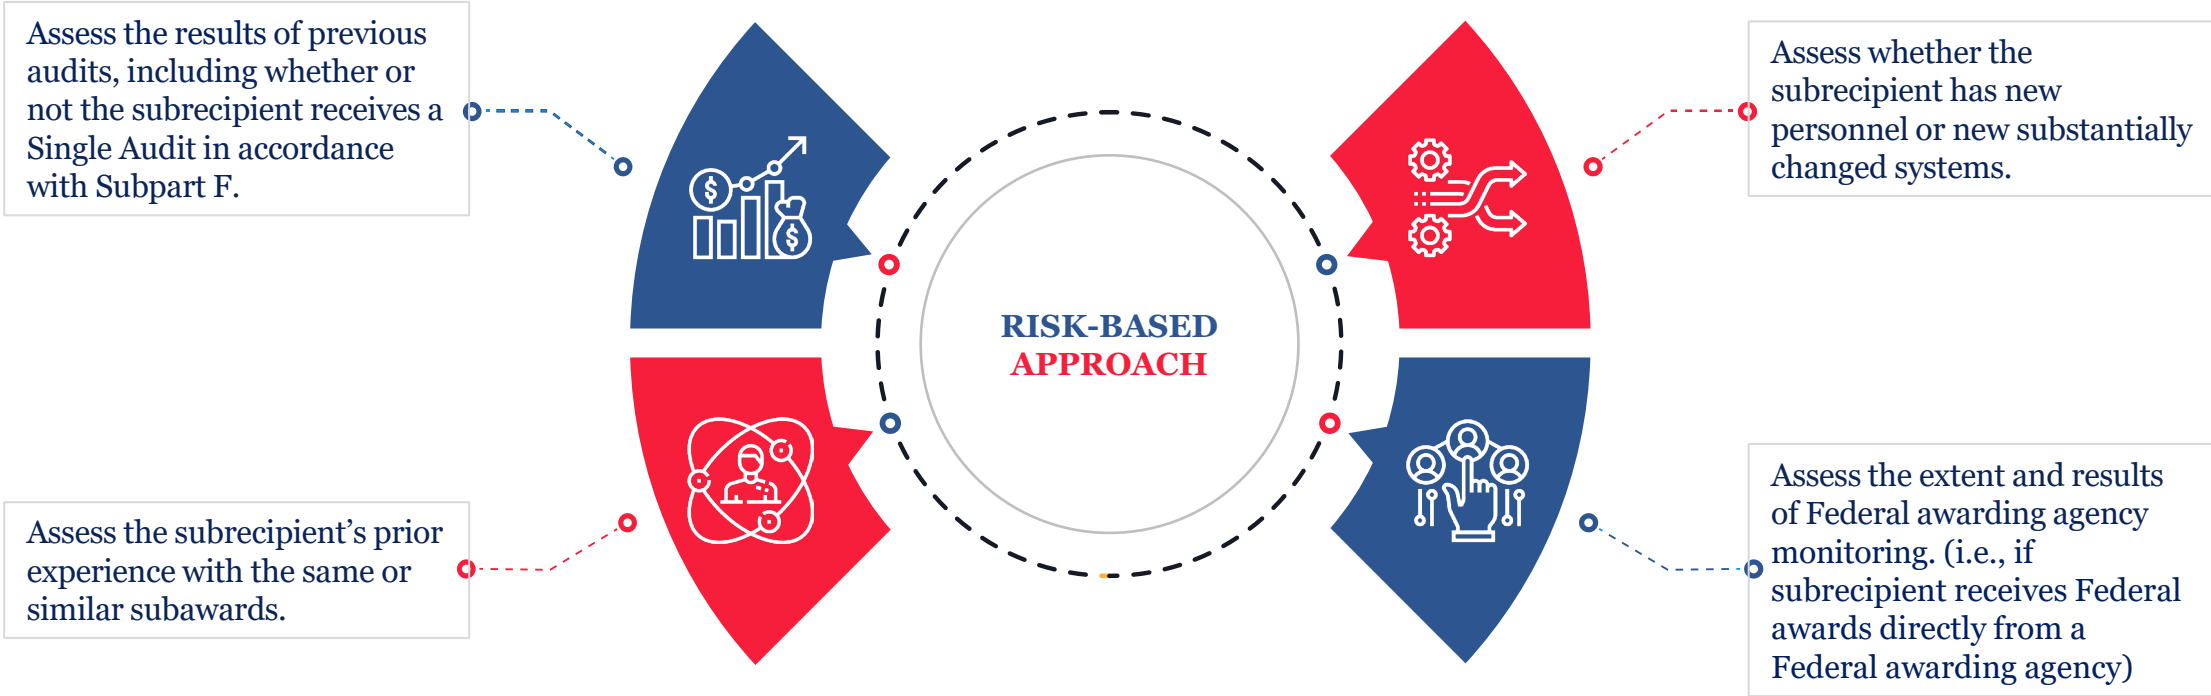 Assess the results of previous
audits, including whether or
not the subrecipient receives a
Single Audit in accordance
with Subpart F.
Assess the subrecipient’s prior
experience with the same or
similar subawards.
RISK-BASED
APPROACH
Assess whether the
subrecipient has new
personnel or new substantially
changed systems.
Assess the extent and results
of Federal awarding agency
monitoring. (i.e., if
subrecipient receives Federal
awards directly from a
Federal awarding agency)